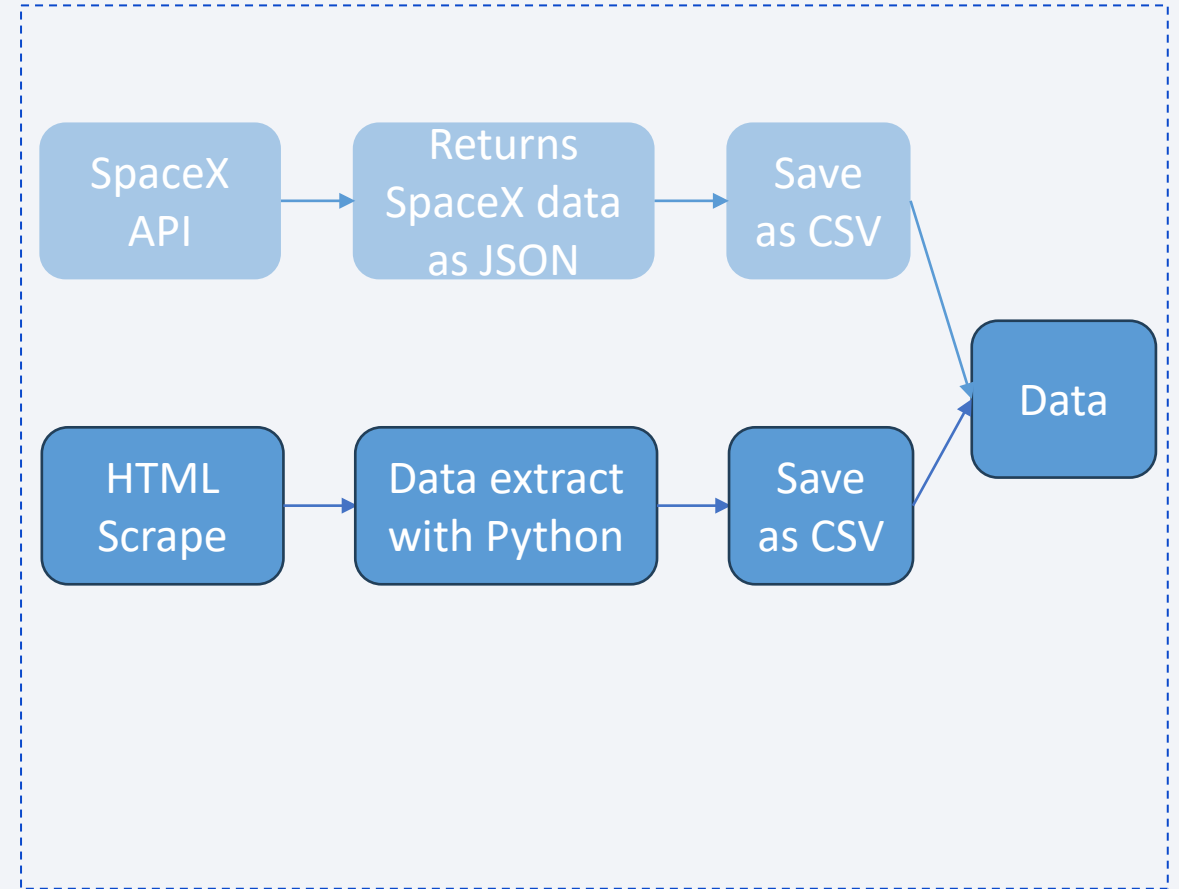 SpaceX
API
Returns
SpaceX data
as JSON
Save
as CSV
Data
HTML
Scrape
Data extract
with Python
Save
as CSV